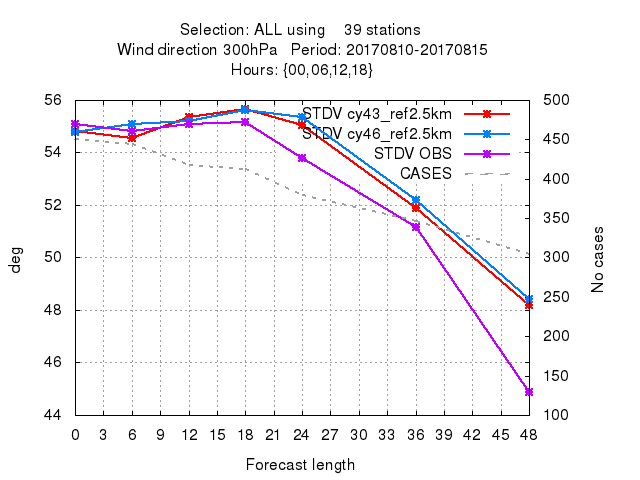 Selection: ALL using 39 stations
Wind direction 300hPa Period: 20170810-20170815
Hours: {00,06,12,18}
STDV cy43_ref2.5km
STDV cy46_ref2.5km
STDV OBS
CASES
56
54
52
50
48
46
44
deg
500
450
400
350
300
250
200
150
100
No cases
0 3 6 9 12 15 18 21 24 27 30 33 36 39 42 45 48
Forecast length